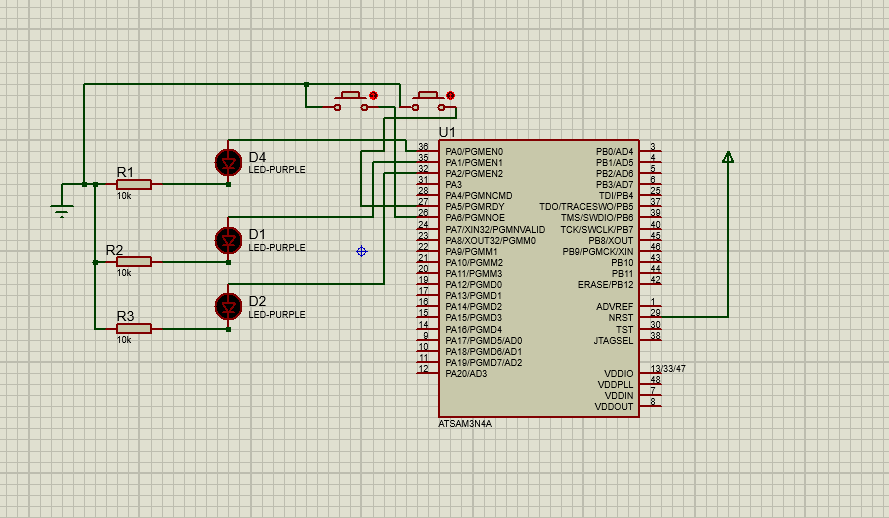 U1
D4
LED-PURPLE
R1
10k
D1
LED-PURPLE
R2
10k
D2
LED-PURPLE
R3
10k
36 PA0/PGMEN0 PB0/AD4 3
35 PA1/PGMEN1 PB1/AD5 4
32 PA2/PGMEN2 PB2/AD6 5
31 PA3 PB3/AD7 6
28 PA4/PGMNCMD TDI/PB4 25
27 PA5/PGMRDY TDO/TRACESWO/PB5 37
26 PA6/PGMNOE TMS/SWDIO/PB6 39
24 PA7/XIN32/PGMNVALID TCK/SWCLK/PB7 40
23 PA8/XOUT32/PGMM0 PB8/XOUT 45
22 PA9/PGMM1 PB9/PGMCK/XIN 46
21 PA10/PGMM2 PB10 43
20 PA11/PGMM3 PB11 44
19 PA12/PGMD0 ERASE/PB12 42
17 PA13/PGMD1
16 PA14/PGMD2 ADVREF 1
15 PA15/PGMD3 NRST 29
14 PA16/PGMD4 TST 30
9 PA17/PGMD5/AD0 JTAGSEL 38
10 PA18/PGMD6/AD1
11 PA19/PGMD7/AD2
12 PA20/AD3 VDDIO 13/33/47
VDDPLL 48
VDDIN 7
VDDOUT 8
ATSAM3N4A